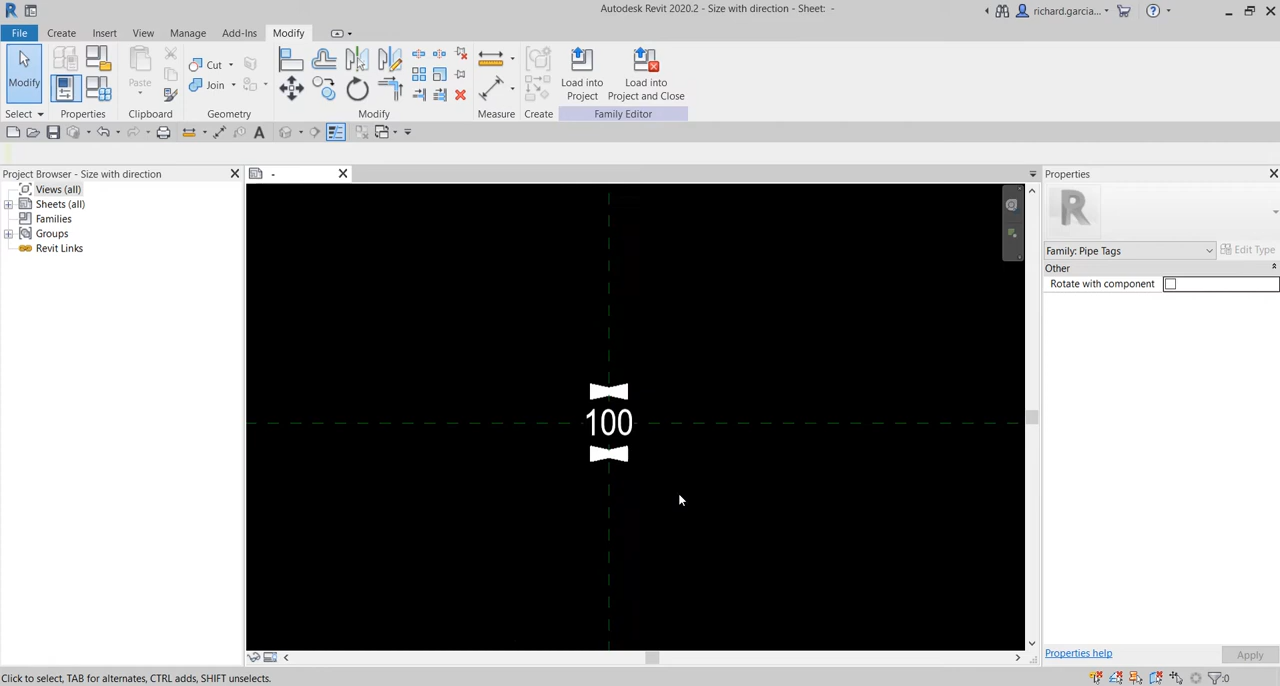 Autodesk Revit 2020.2 - Size with direction - Sheet:  -
richard.garcia...
File Create Insert View Manage Add-Ins Modify
Modify
Paste
Cut
Join
Load into Project
Load into Project and Close
Select Properties Clipboard Geometry Modify Measure Create Family Editor
Project Browser - Size with direction
-
Properties
Views (all)
Sheets (all)
Families
Groups
Revit Links
100
Family: Pipe Tags
Edit Type
Other
Rotate with component
Properties help
Apply
Click to select, TAB for alternates, CTRL adds, SHIFT unselects.
:0